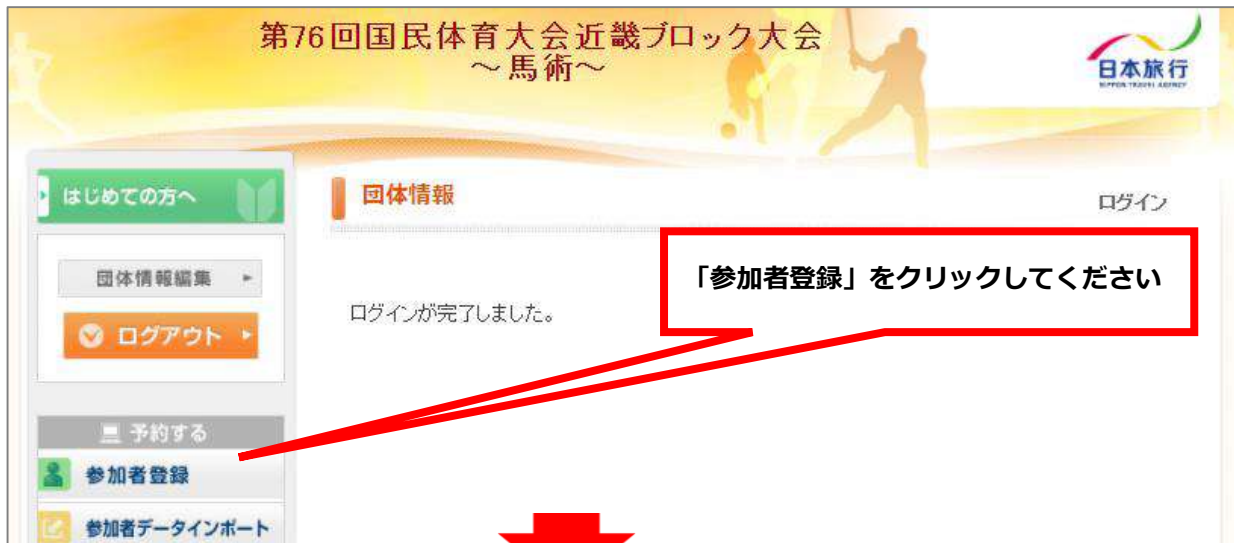 第76回国民体育大会近畿ブロック大会
～馬術～
日本旅行
NIPPON TRAVEL AGENCY
はじめての方へ
団体情報
ログイン
団体情報編集
「参加者登録」をクリックしてください
ログインが完了しました。
ログアウト
予約する
参加者登録
参加者データインポート